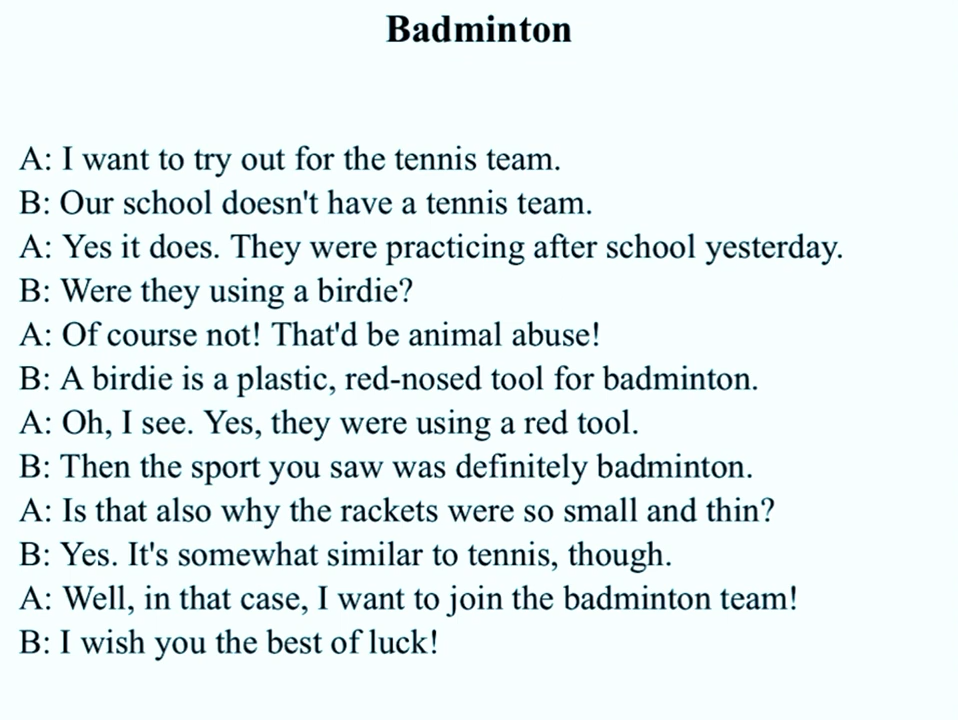 Badminton
A: I want to try out for the tennis team.
B: Our school doesn't have a tennis team.
A: Yes it does. They were practicing after school yesterday.
B: Were they using a birdie?
A: Of course not! That'd be animal abuse!
B: A birdie is a plastic, red-nosed tool for badminton.
A: Oh, I see. Yes, they were using a red tool.
B: Then the sport you saw was definitely badminton.
A: Is that also why the rackets were so small and thin?
B: Yes. It's somewhat similar to tennis, though.
A: Well, in that case, I want to join the badminton team!
B: I wish you the best of luck!